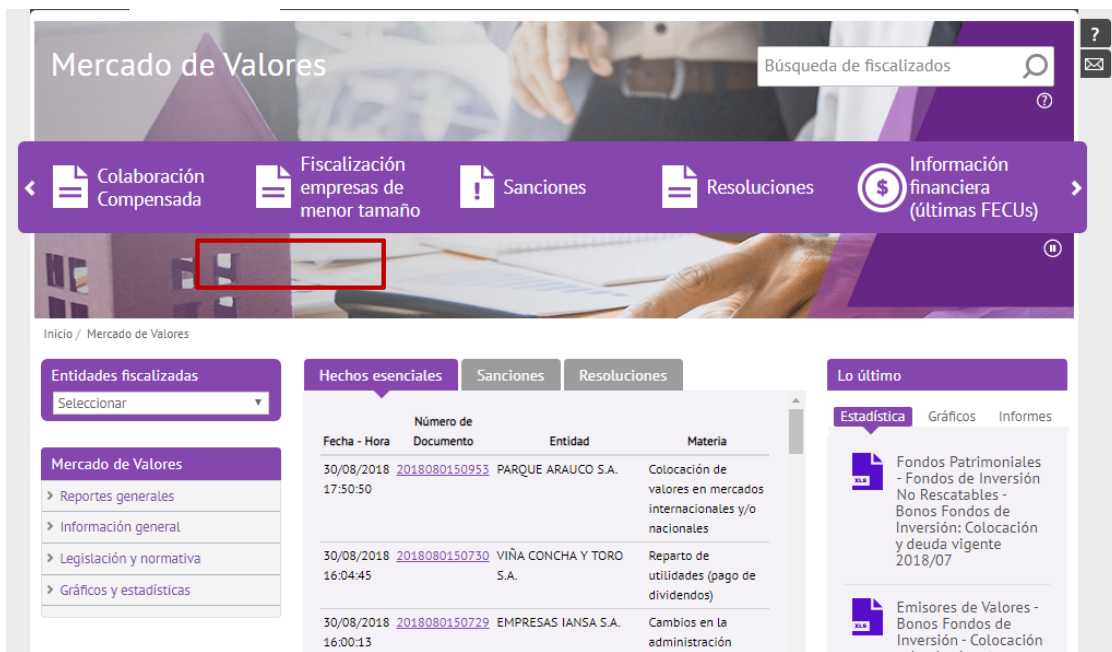 Mercado de Valores
Búsqueda de fiscalizados
?
?
Colaboración
Compensada
Fiscalización
empresas de
menor tamaño
!
Sanciones
Resoluciones
$
Información
financiera
(últimas FECUs)
Inicio / Mercado de Valores
Entidades fiscalizadas
Seleccionar
Mercado de Valores
Reportes generales
Información general
Legislación y normativa
Gráficos y estadísticas
Hechos esenciales Sanciones Resoluciones
Fecha - Hora Número de Documento Entidad Materia
30/08/2018 2018080150953 PARQUE ARAUCO S.A. Colocación de
17:50:50 valores en mercados
internacionales y/o
nacionales
30/08/2018 2018080150730 VIÑA CONCHA Y TORO Reparto de
16:04:45 S.A. utilidades (pago de
dividendos)
30/08/2018 2018080150729 EMPRESAS IANSA S.A. Cambios en la
16:00:13 administración
Lo último
Estadística Gráficos Informes
XLS
Fondos Patrimoniales
- Fondos de Inversión
No Rescatables -
Bonos Fondos de
Inversión: Colocación
y deuda vigente
2018/07
XLS
Emisores de Valores -
Bonos Fondos de
Inversión - Colocación